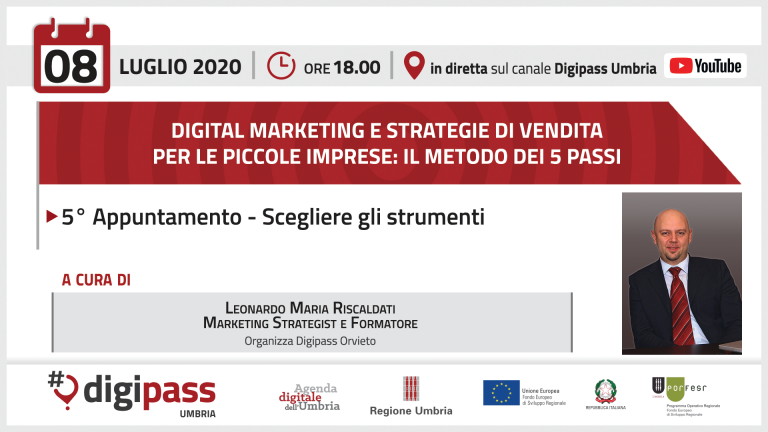 08
LUGLIO 2020
ORE 18.00
in diretta sul canale Digipass Umbria
YouTube
DIGITAL MARKETING E STRATEGIE DI VENDITA
PER LE PICCOLE IMPRESE: IL METODO DEI 5 PASSI
5° Appuntamento - Scegliere gli strumenti
A CURA DI
LEONARDO MARIA RISCALDATI
MARKETING STRATEGIST E FORMATORE
Organizza Digipass Orvieto
# digipass
UMBRIA
Agenda
digitale
dell'Umbria
Regione Umbria
Unione Europea
Fondo Europeo
di Sviluppo Regionale
REPUBBLICA ITALIANA
porfesr
Programma Operativo Regionale
Fondo Europeo
di Sviluppo Regionale